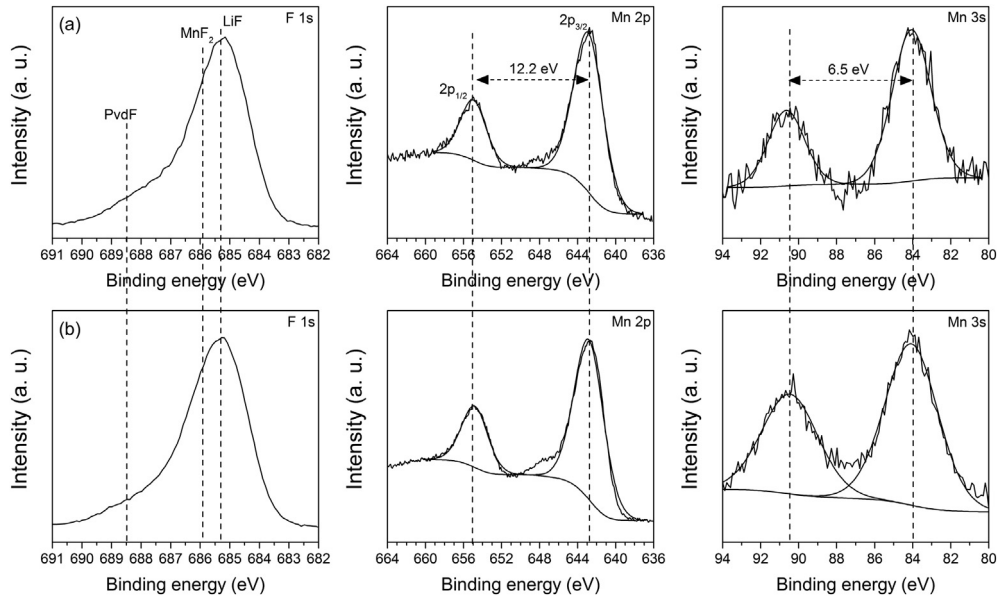 (a)
F 1s
LiF
MnF2
PvdF
Intensity (a. u.)
691 690 689 688 687 686 685 684 683 682
Binding energy (eV)
Mn 2p
2p3/2
12.2 eV
2p1/2
Intensity (a. u.)
664 660 656 652 648 644 640 636
Binding energy (eV)
Mn 3s
6.5 eV
Intensity (a. u.)
94 92 90 88 86 84 82 80
Binding energy (eV)
(b)
F 1s
Intensity (a. u.)
691 690 689 688 687 686 685 684 683 682
Binding energy (eV)
Mn 2p
Intensity (a. u.)
664 660 656 652 648 644 640 636
Binding energy (eV)
Mn 3s
Intensity (a. u.)
94 92 90 88 86 84 82 80
Binding energy (eV)